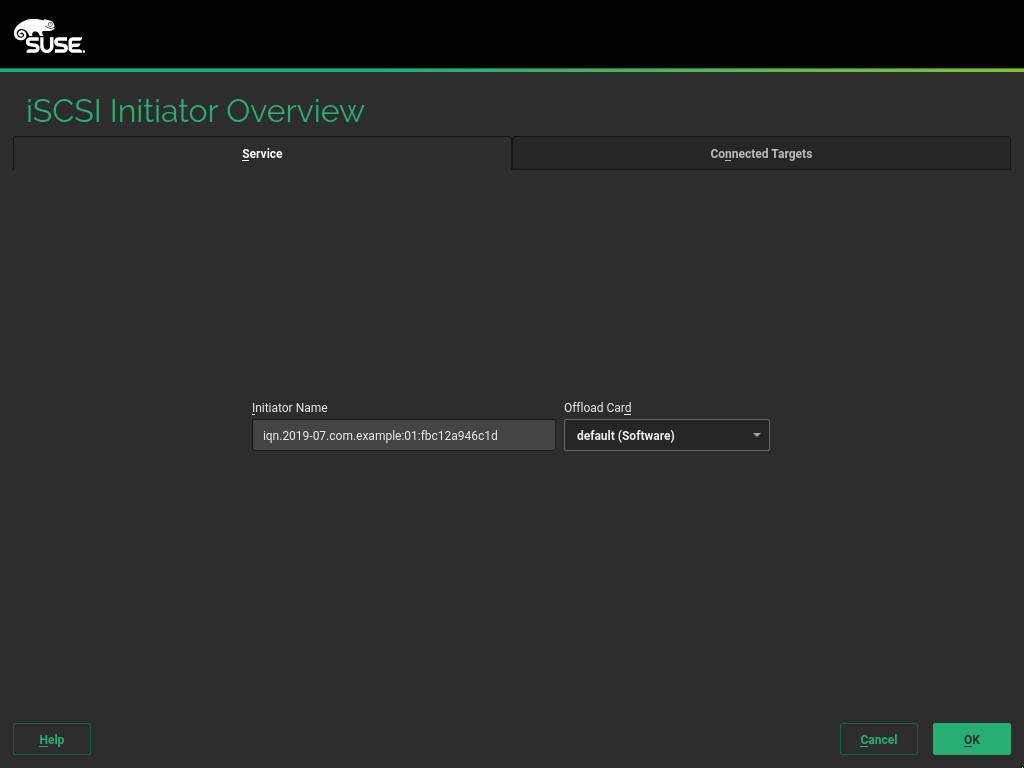 SUSE.
iSCSI Initiator Overview
Service
Connected Targets
Initiator Name
Offload Card
iqn.2019-07.com.example:01:fbc12a946c1d
default (Software)
Help
Cancel
OK